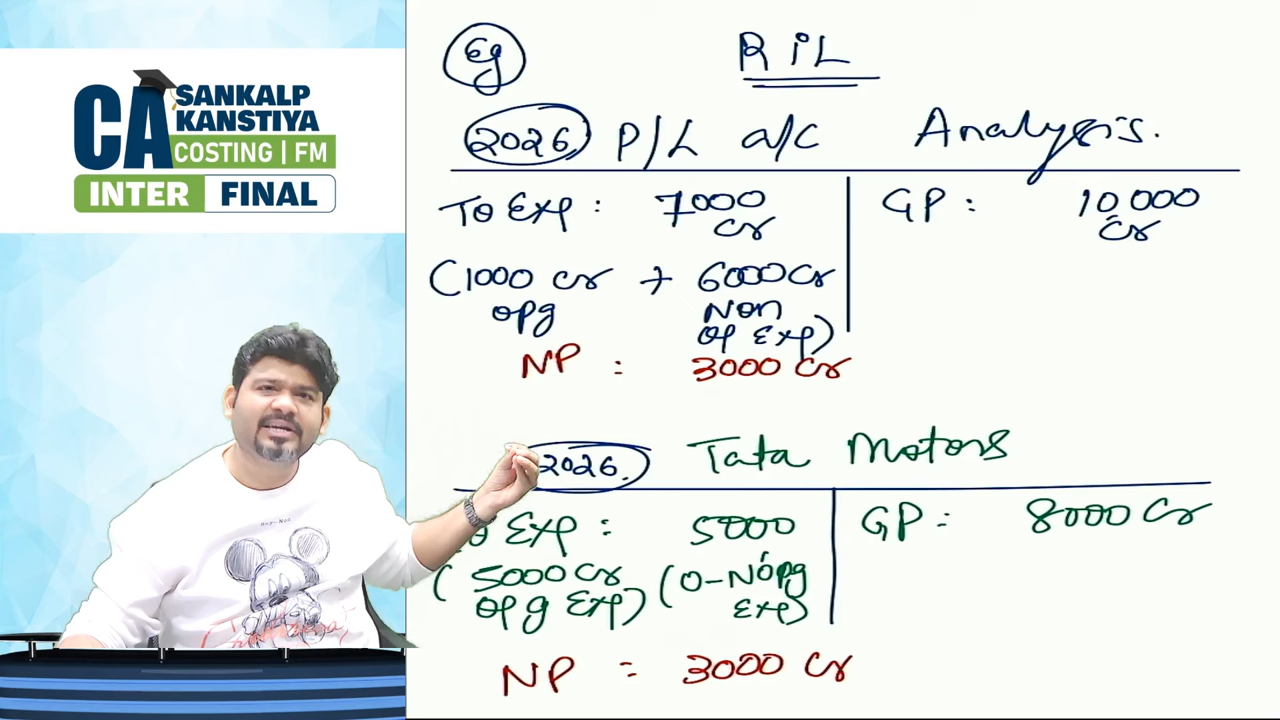 CA SANKALP
KANSTIYA
COSTING | FM
INTER FINAL
Eg
RIL
2026 P/L a/c Analysis.
To Exp : 7000 Cr
GP : 10,000 Cr
(1000 Cr + 6000 Cr
opg Non
Op Exp)
NP : 3000 Cr
2026. Tata Motors
Exp : 5000
GP : 8000 Cr
(5000 Cr (0-Nopg
opg Exp) Exp)
NP = 3000 Cr